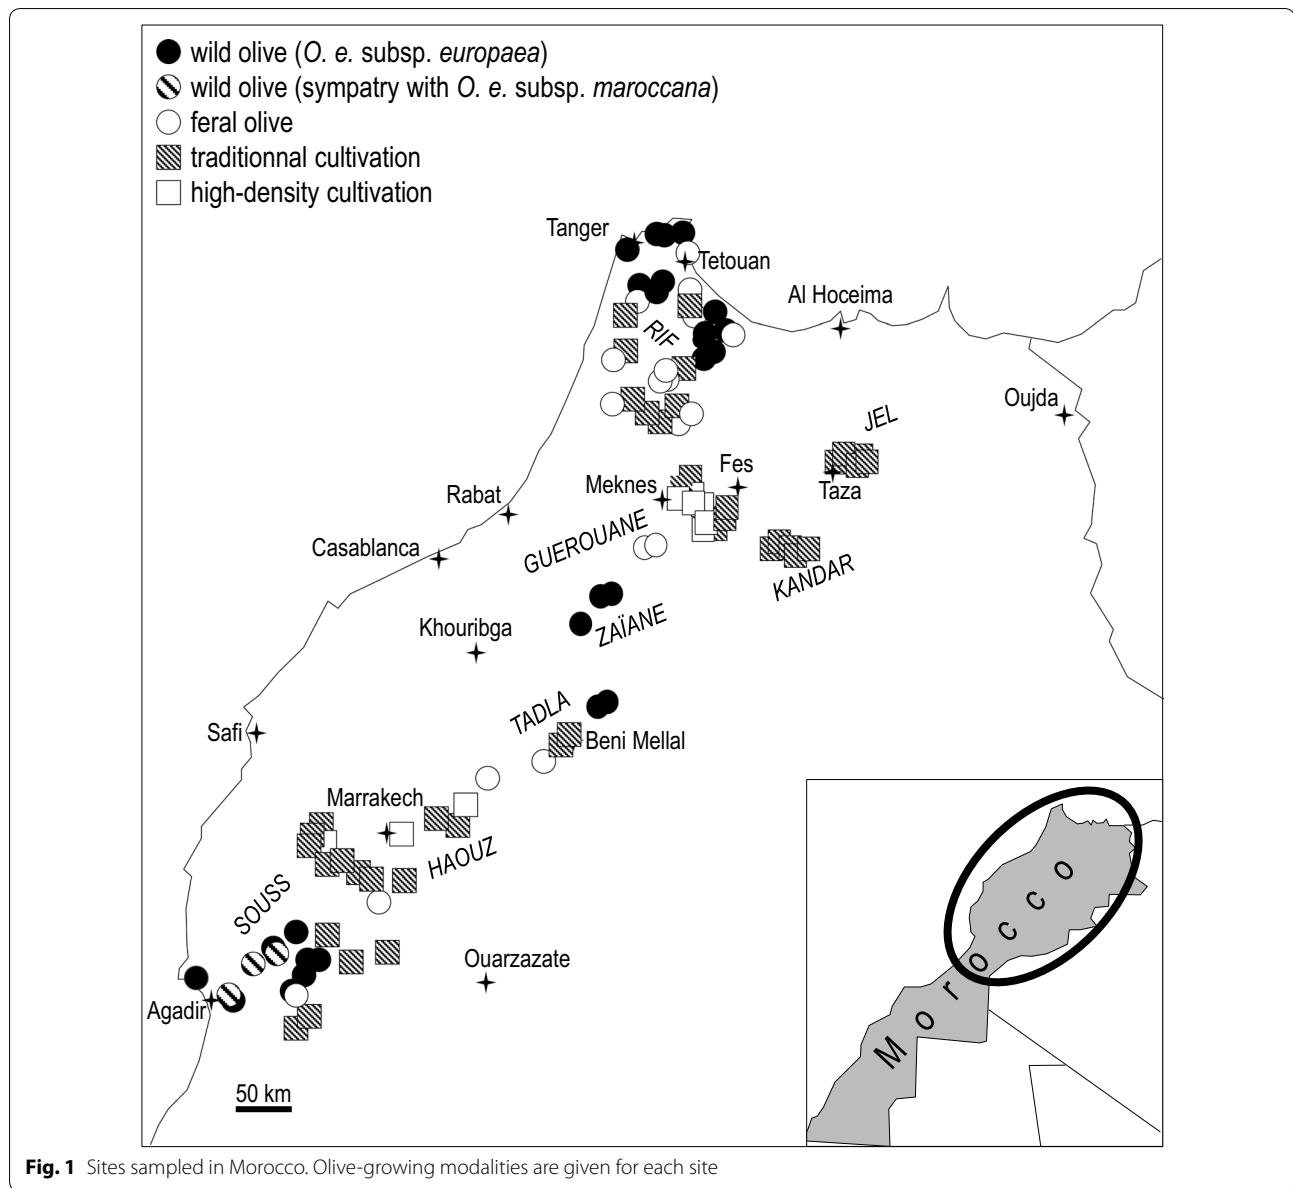 wild olive (O. e. subsp. europaea)
wild olive (sympatry with O. e. subsp. maroccana)
feral olive
traditionnal cultivation
high-density cultivation
Tanger
Tetouan
Al Hoceima
RIF
Oujda
JEL
Fes
Meknes
Taza
Rabat
GUEROUANE
Casablanca
KANDAR
Khouribga
ZAÏANE
TADLA
Safi
Beni Mellal
Marrakech
HAOUZ
SOUSS
Ouarzazate
Agadir
50 km
Morocco
Fig. 1 Sites sampled in Morocco. Olive-growing modalities are given for each site